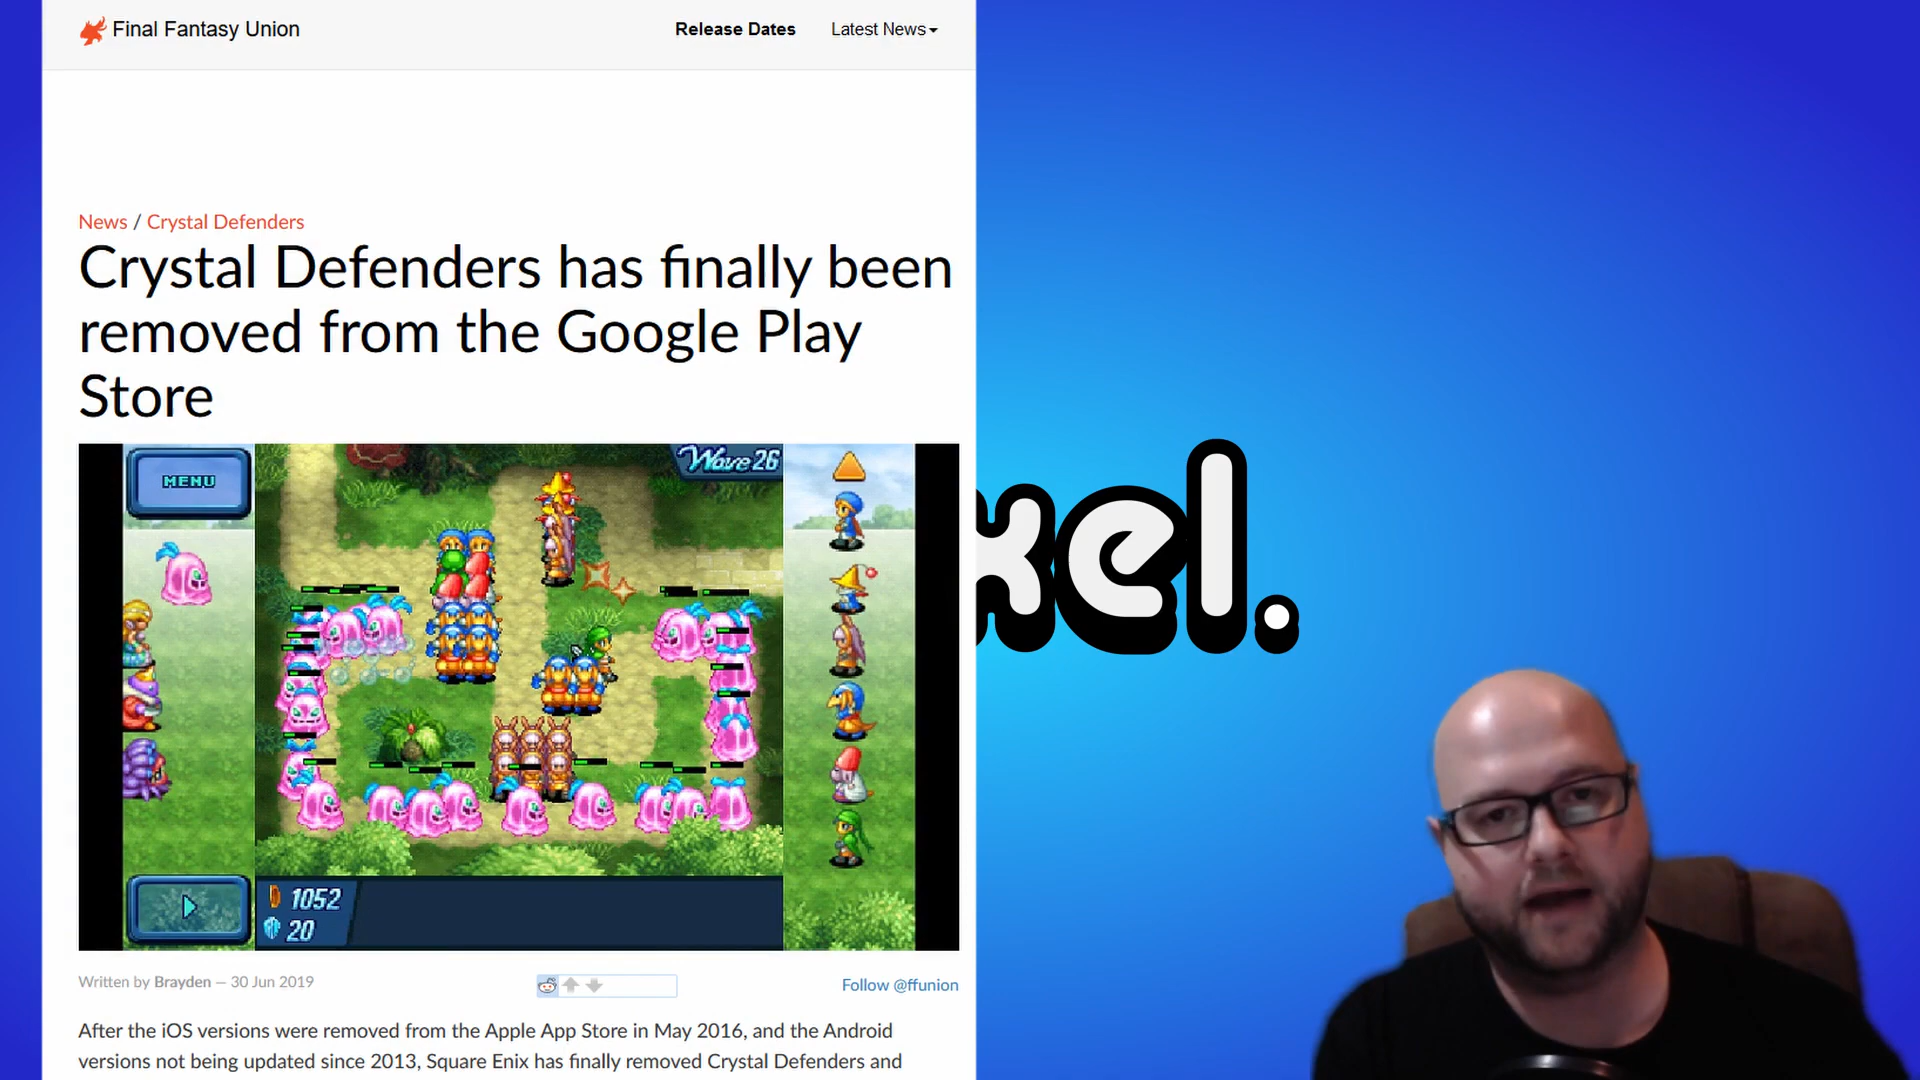 Final Fantasy Union
Release Dates
Latest News
News / Crystal Defenders
Crystal Defenders has finally been
removed from the Google Play
Store
MENU
Wave 26
1052
20
Written by Brayden — 30 Jun 2019
Follow @ffunion
After the iOS versions were removed from the Apple App Store in May 2016, and the Android
versions not being updated since 2013, Square Enix has finally removed Crystal Defenders and
xel.